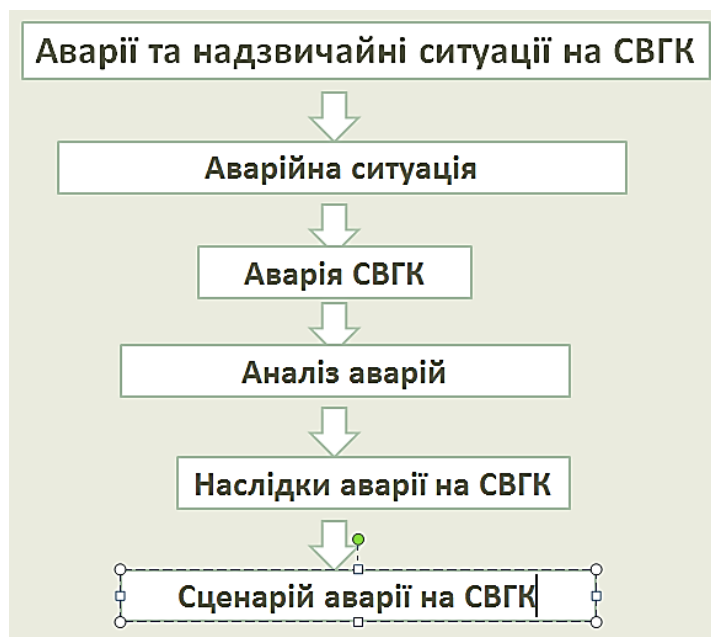 Аварії та надзвичайні ситуації на СВГК
Аварійна ситуація
Аварія СВГК
Аналіз аварій
Наслідки аварії на СВГК
Сценарій аварії на СВГК